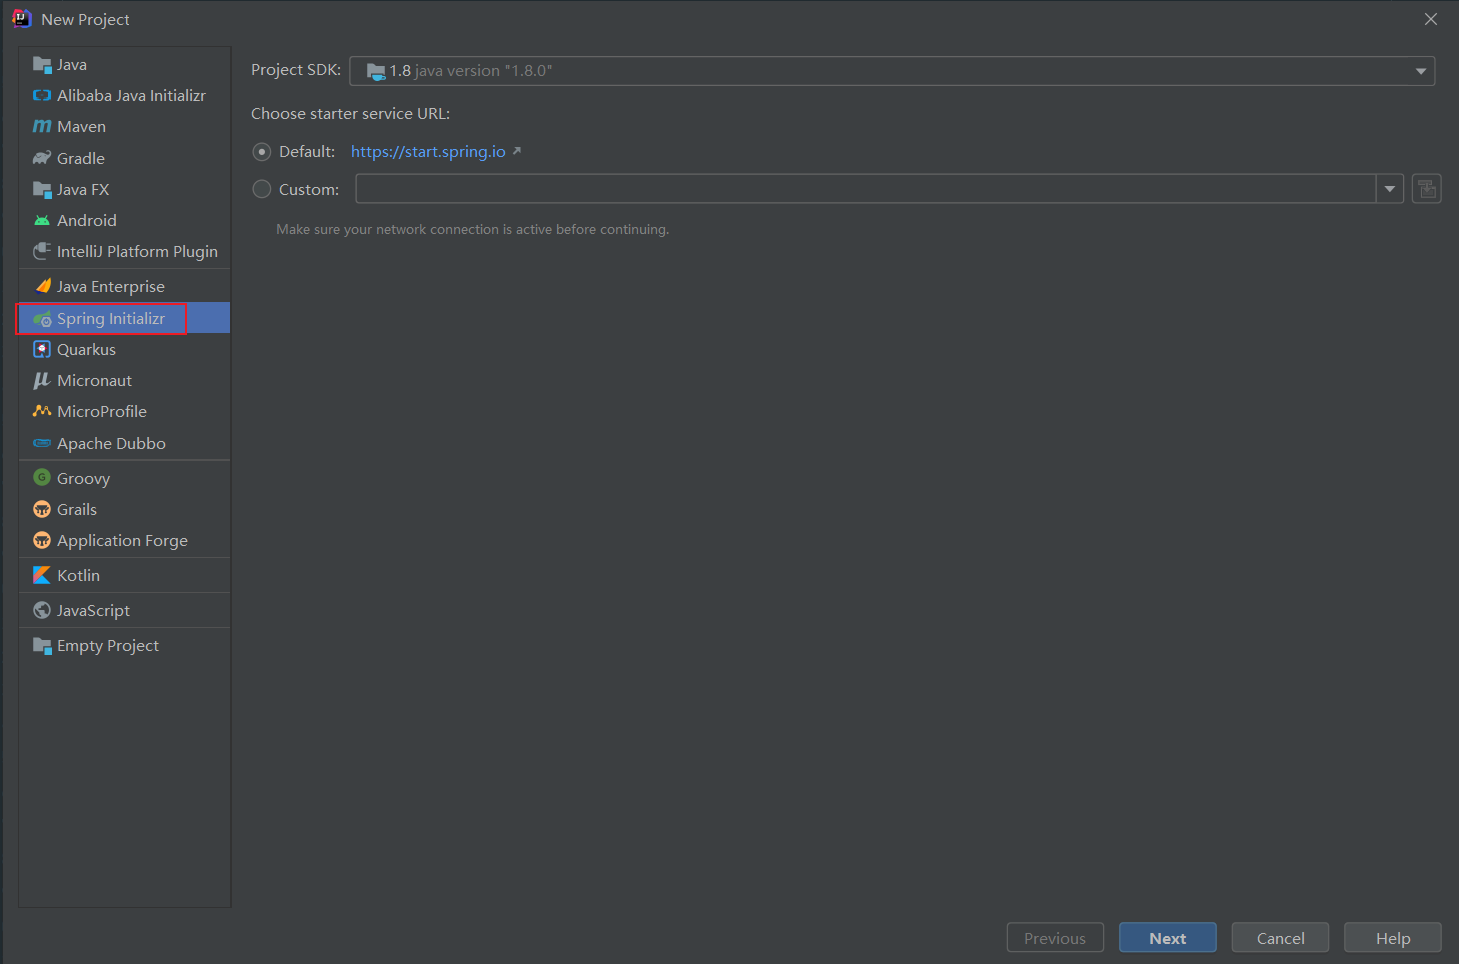 New Project
Java
Alibaba Java Initializr
Maven
Gradle
Java FX
Android
IntelliJ Platform Plugin
Java Enterprise
Spring Initializr
Quarkus
Micronaut
MicroProfile
Apache Dubbo
Groovy
Grails
Application Forge
Kotlin
JavaScript
Empty Project
Project SDK: 1.8 java version "1.8.0"
Choose starter service URL:
Default: https://start.spring.io
Custom:
Make sure your network connection is active before continuing.
Previous Next Cancel Help